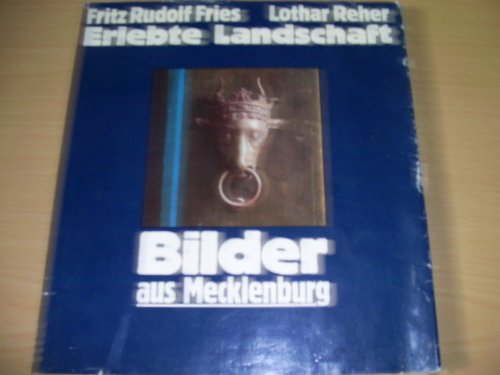 Fritz Rudolf Fries Lothar Reher
Erlebte Landschaft
Bilder
aus Mecklenburg